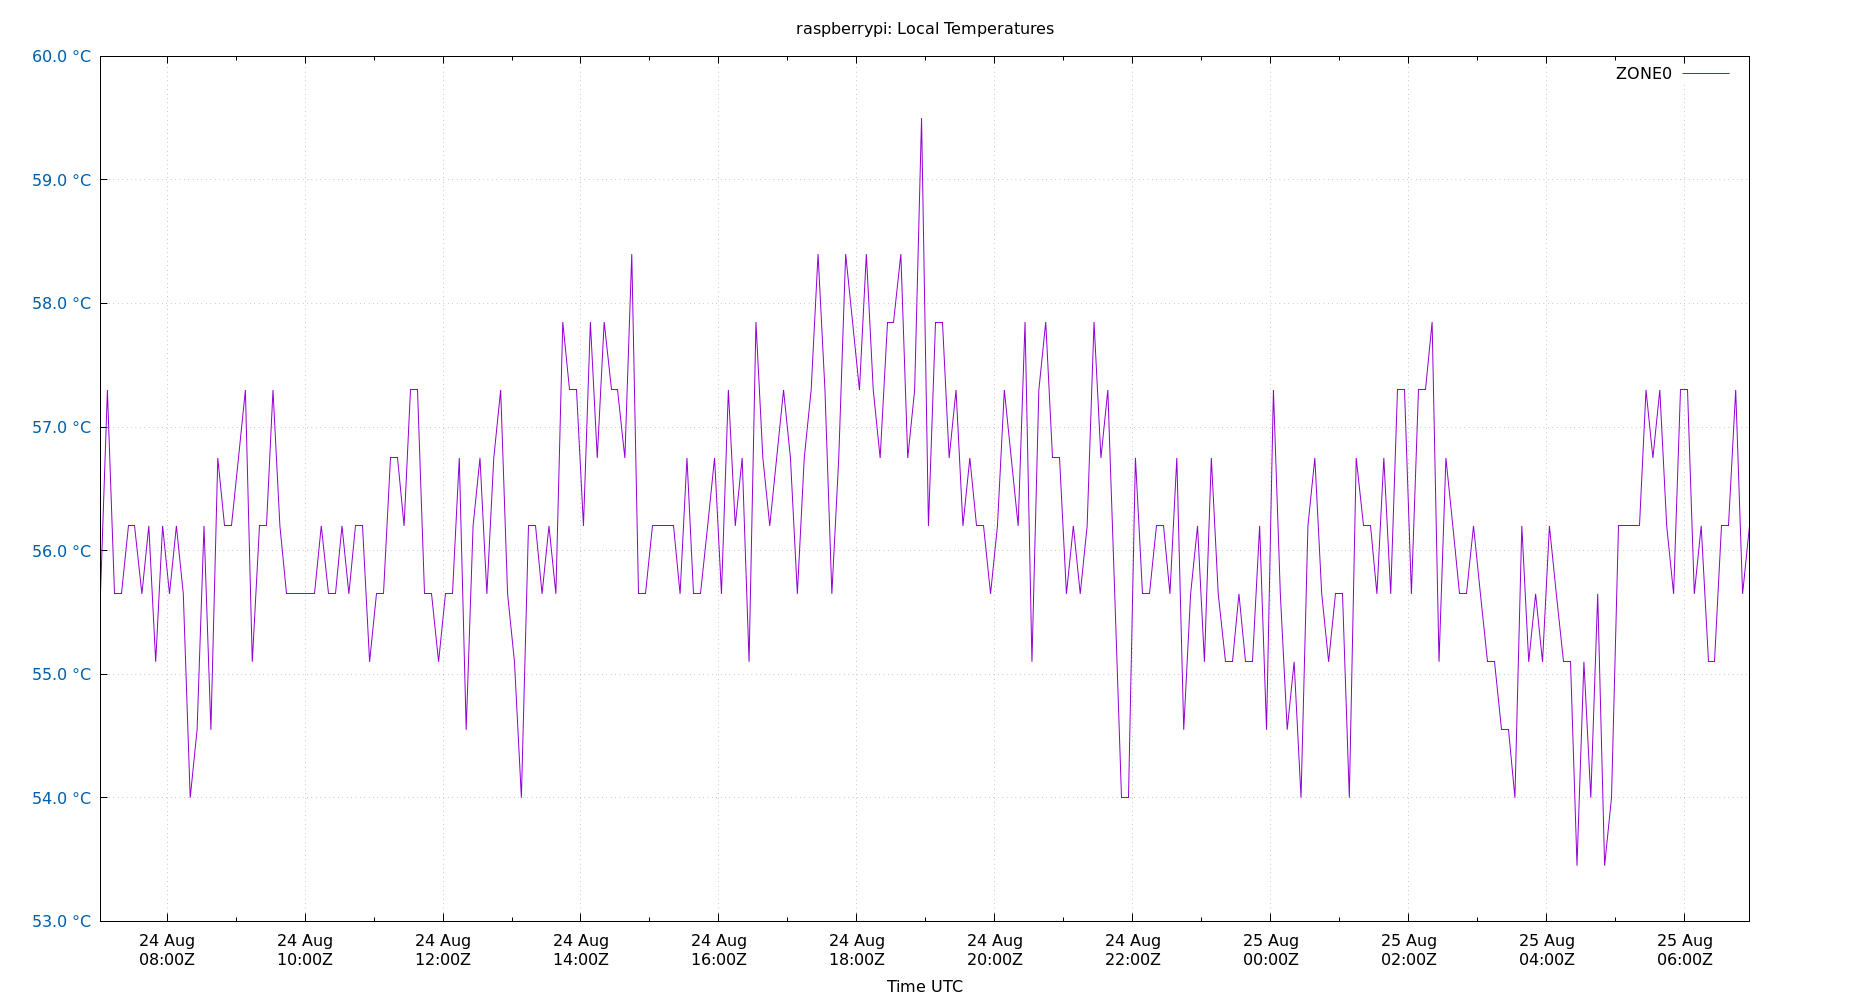 raspberrypi: Local Temperatures
60.0 °C
59.0 °C
58.0 °C
57.0 °C
56.0 °C
55.0 °C
54.0 °C
53.0 °C
ZONE0
24 Aug 24 Aug 24 Aug 24 Aug 24 Aug 24 Aug 24 Aug 24 Aug 25 Aug 25 Aug 25 Aug 25 Aug
08:00Z 10:00Z 12:00Z 14:00Z 16:00Z 18:00Z 20:00Z 22:00Z 00:00Z 02:00Z 04:00Z 06:00Z
Time UTC